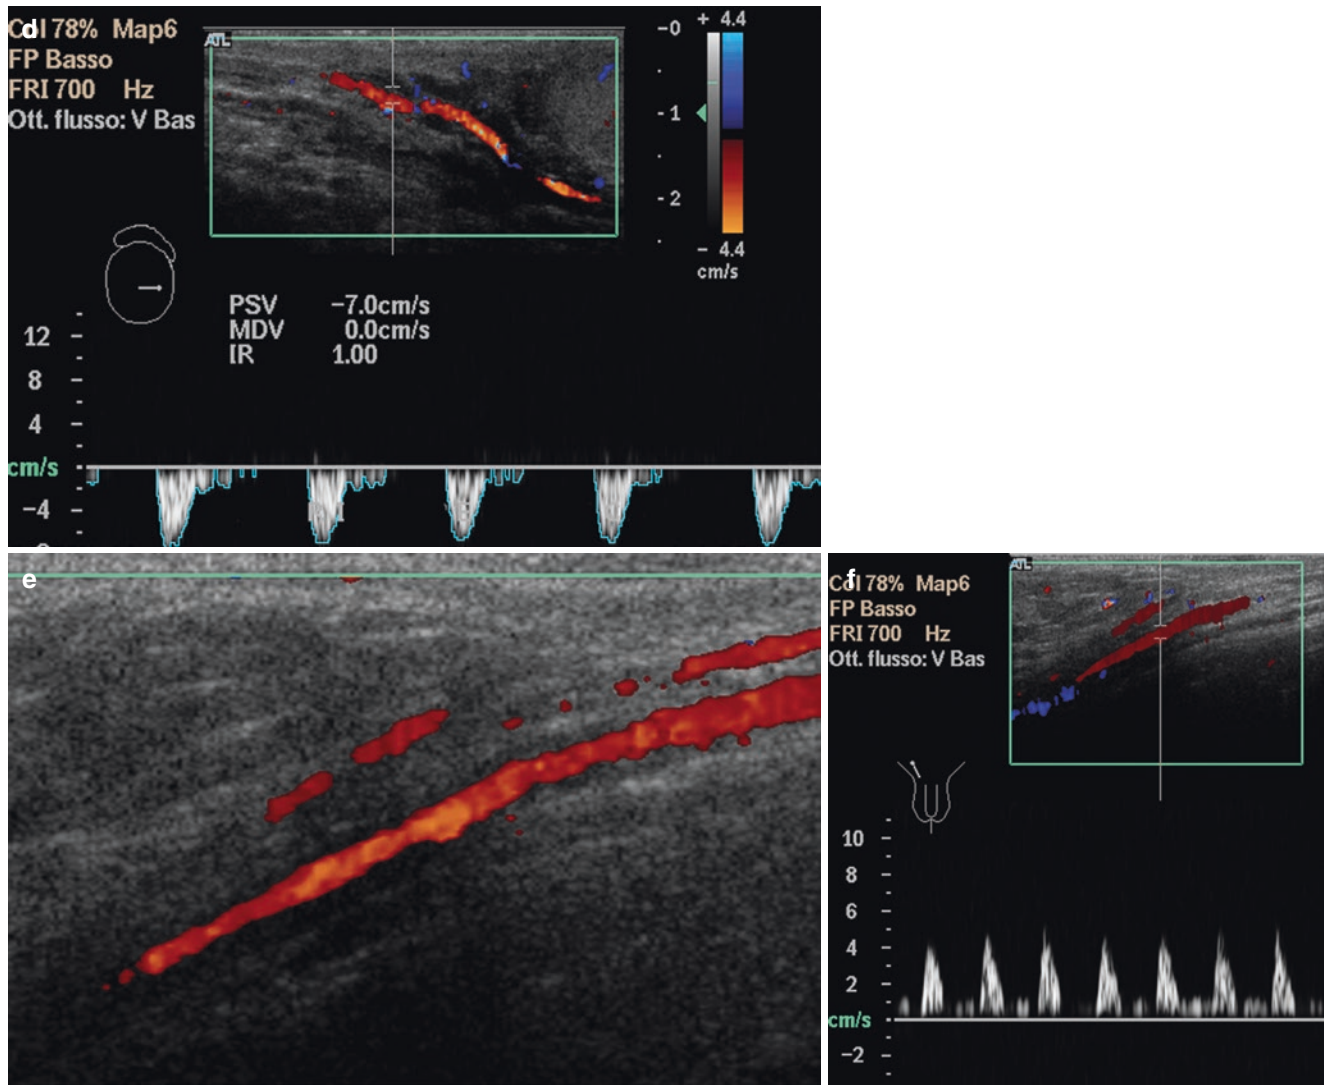 d
Col 78% Map6
FP Basso
FRI 700 Hz
Ott. flusso: V Bas
ATL
0
1
2
+ 4.4
− 4.4
cm/s
PSV −7.0cm/s
MDV 0.0cm/s
IR 1.00
12
8
4
cm/s
−4
e
f
Col 78% Map6
FP Basso
FRI 700 Hz
Ott. flusso: V Bas
ATL
10
8
6
4
2
cm/s
−2